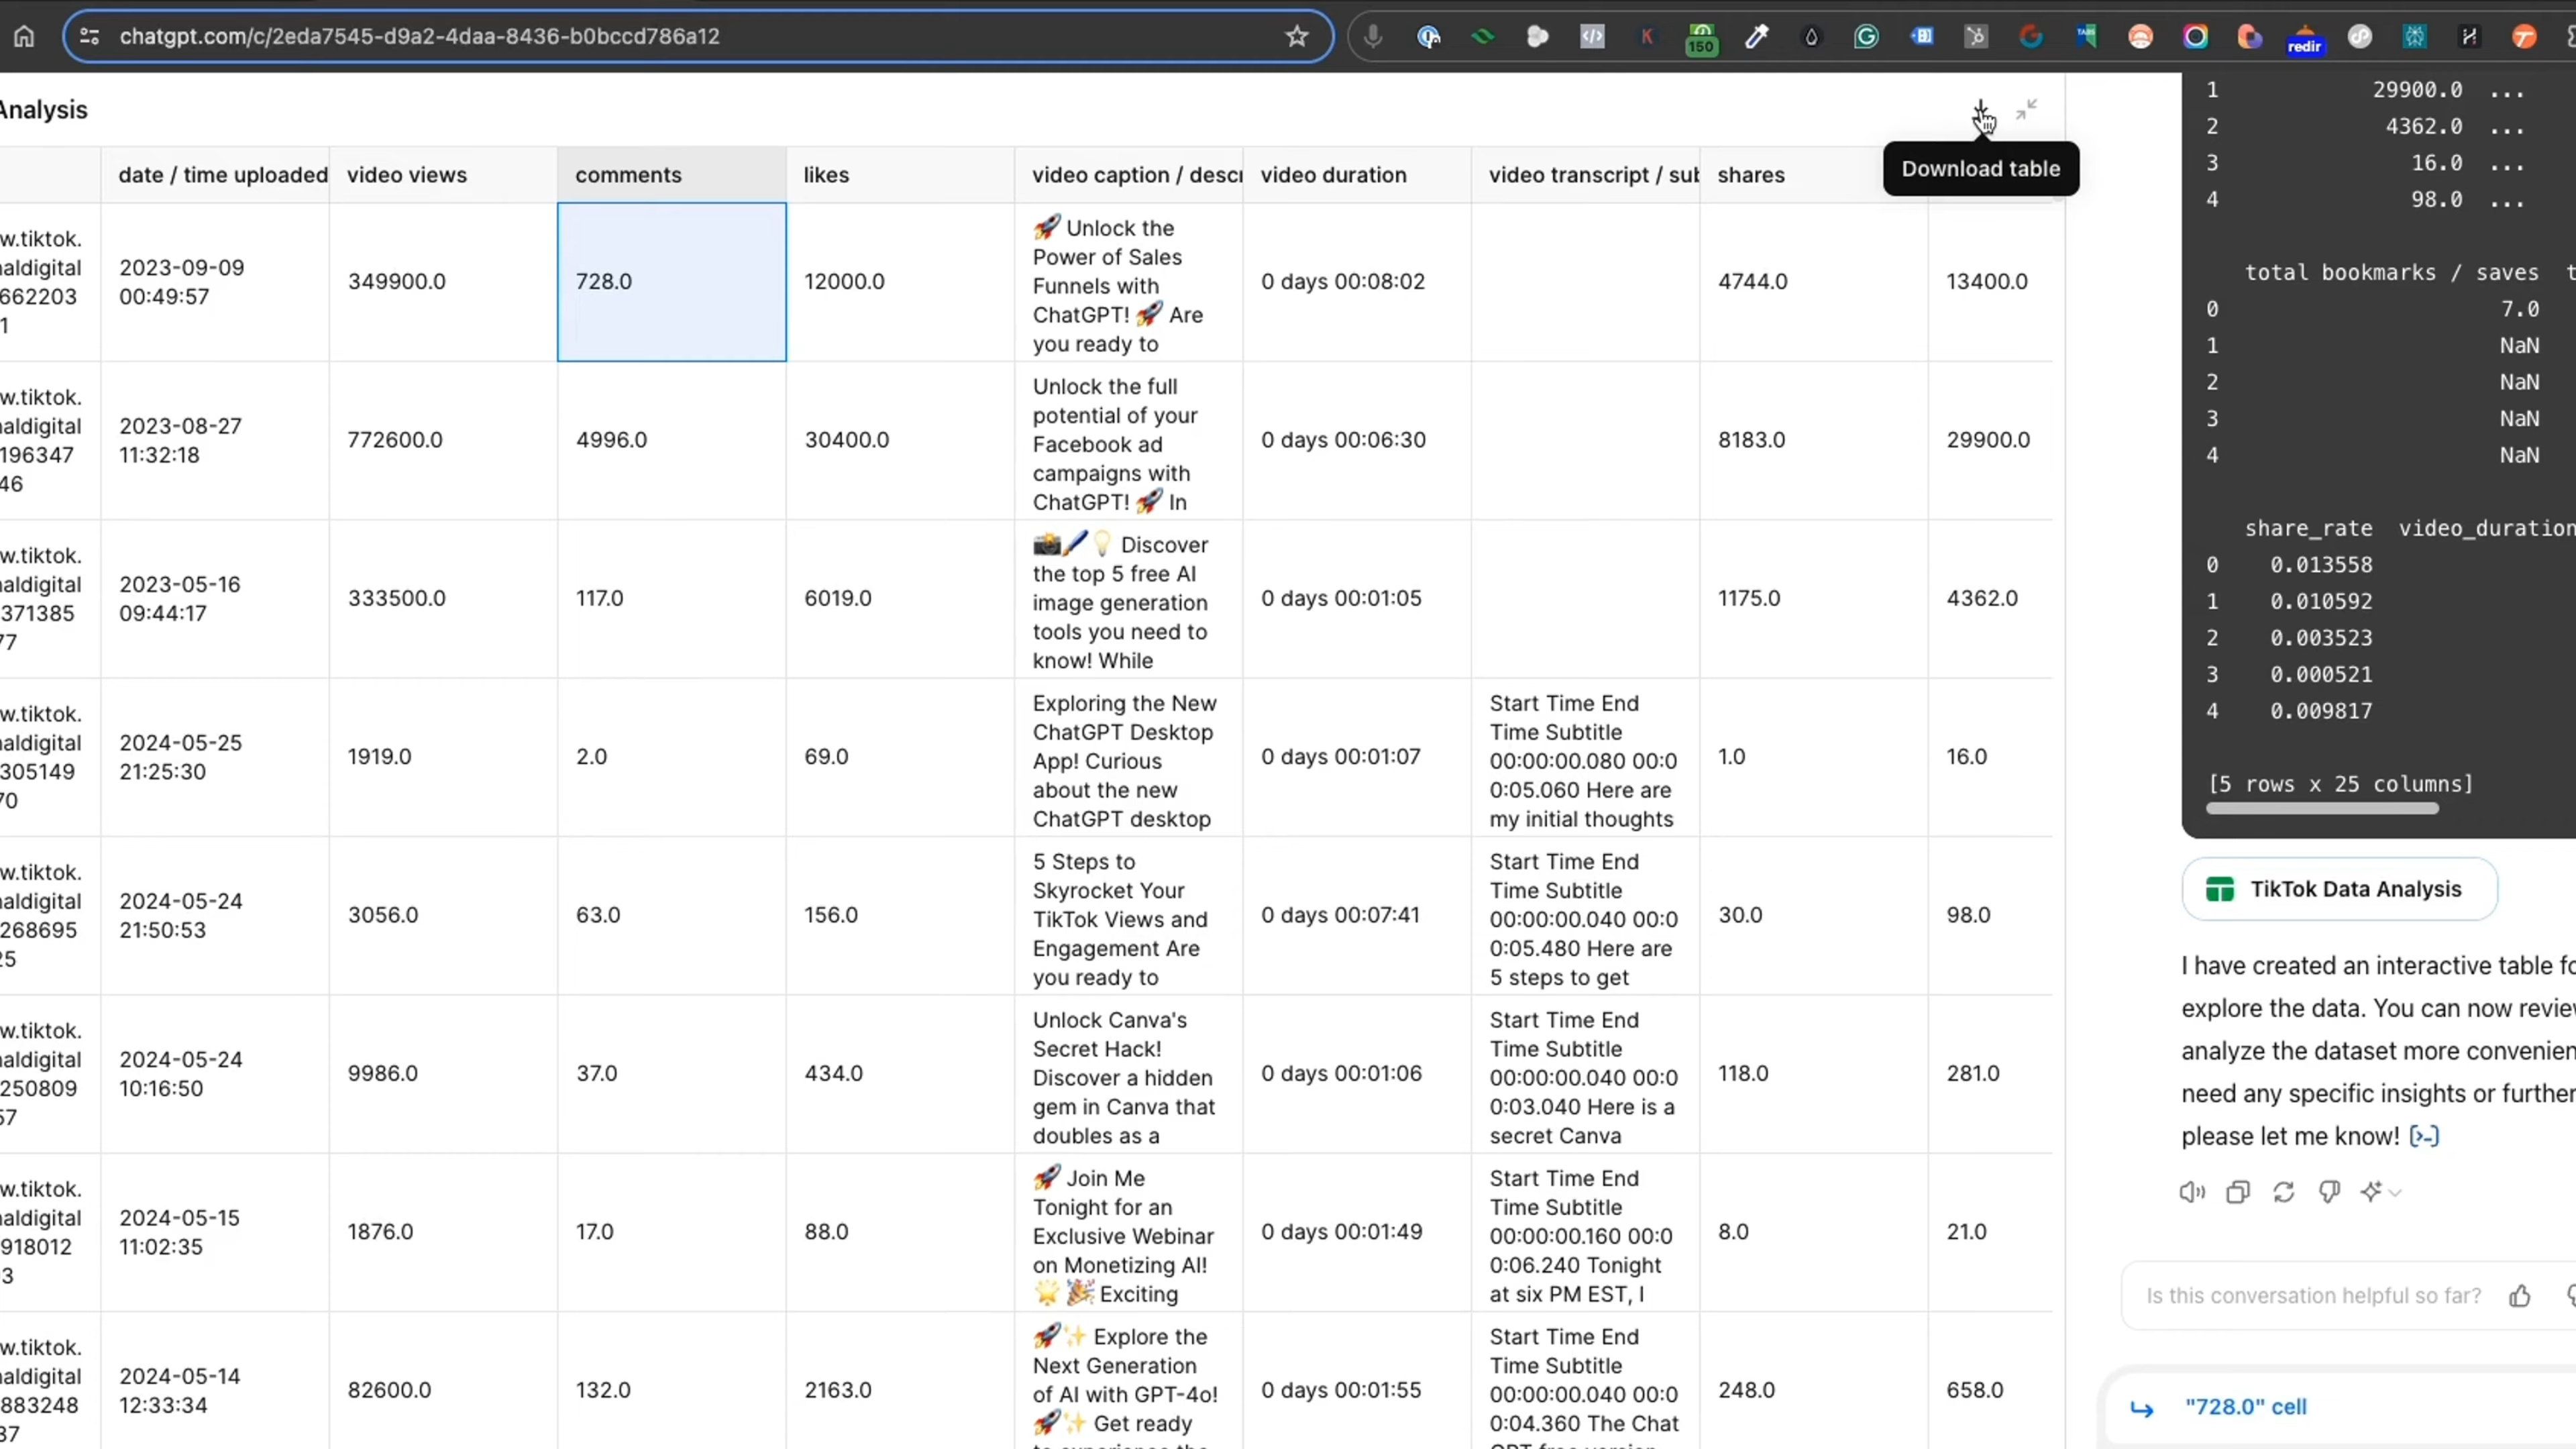 chatgpt.com/c/2eda7545-d9a2-4daa-8436-b0bccd786a12
150
TABS
redir
Analysis
Download table
date / time uploaded
video views
comments
likes
video caption / descr
video duration
video transcript / sub
shares
w.tiktok.
naldigital
662203
1
2023-09-09
00:49:57
349900.0
728.0
12000.0
🚀 Unlock the
Power of Sales
Funnels with
ChatGPT! 🚀 Are
you ready to
0 days 00:08:02
4744.0
13400.0
w.tiktok.
naldigital
196347
46
2023-08-27
11:32:18
772600.0
4996.0
30400.0
Unlock the full
potential of your
Facebook ad
campaigns with
ChatGPT! 🚀 In
0 days 00:06:30
8183.0
29900.0
w.tiktok.
naldigital
371385
77
2023-05-16
09:44:17
333500.0
117.0
6019.0
📸🖌️💡 Discover
the top 5 free AI
image generation
tools you need to
know! While
0 days 00:01:05
1175.0
4362.0
w.tiktok.
naldigital
305149
70
2024-05-25
21:25:30
1919.0
2.0
69.0
Exploring the New
ChatGPT Desktop
App! Curious
about the new
ChatGPT desktop
0 days 00:01:07
Start Time End
Time Subtitle
00:00:00.080 00:0
0:05.060 Here are
my initial thoughts
1.0
16.0
w.tiktok.
naldigital
268695
25
2024-05-24
21:50:53
3056.0
63.0
156.0
5 Steps to
Skyrocket Your
TikTok Views and
Engagement Are
you ready to
0 days 00:07:41
Start Time End
Time Subtitle
00:00:00.040 00:0
0:05.480 Here are
5 steps to get
30.0
98.0
w.tiktok.
naldigital
250809
57
2024-05-24
10:16:50
9986.0
37.0
434.0
Unlock Canva's
Secret Hack!
Discover a hidden
gem in Canva that
doubles as a
0 days 00:01:06
Start Time End
Time Subtitle
00:00:00.040 00:0
0:03.040 Here is a
secret Canva
118.0
281.0
w.tiktok.
naldigital
918012
3
2024-05-15
11:02:35
1876.0
17.0
88.0
🚀 Join Me
Tonight for an
Exclusive Webinar
on Monetizing AI!
🌟 🎉 Exciting
0 days 00:01:49
Start Time End
Time Subtitle
00:00:00.160 00:0
0:06.240 Tonight
at six PM EST, I
8.0
21.0
w.tiktok.
naldigital
883248
37
2024-05-14
12:33:34
82600.0
132.0
2163.0
🚀✨ Explore the
Next Generation
of AI with GPT-4o!
🚀✨ Get ready
0 days 00:01:55
Start Time End
Time Subtitle
00:00:00.040 00:0
0:04.360 The Chat
248.0
658.0
1 29900.0 ...
2 4362.0 ...
3 16.0 ...
4 98.0 ...
total bookmarks / saves t
0 7.0
1 NaN
2 NaN
3 NaN
4 NaN
share_rate video_duration
0 0.013558
1 0.010592
2 0.003523
3 0.000521
4 0.009817
[5 rows x 25 columns]
TikTok Data Analysis
I have created an interactive table fo
explore the data. You can now review
analyze the dataset more convenien
need any specific insights or further
please let me know! [>-]
Is this conversation helpful so far?
"728.0" cell